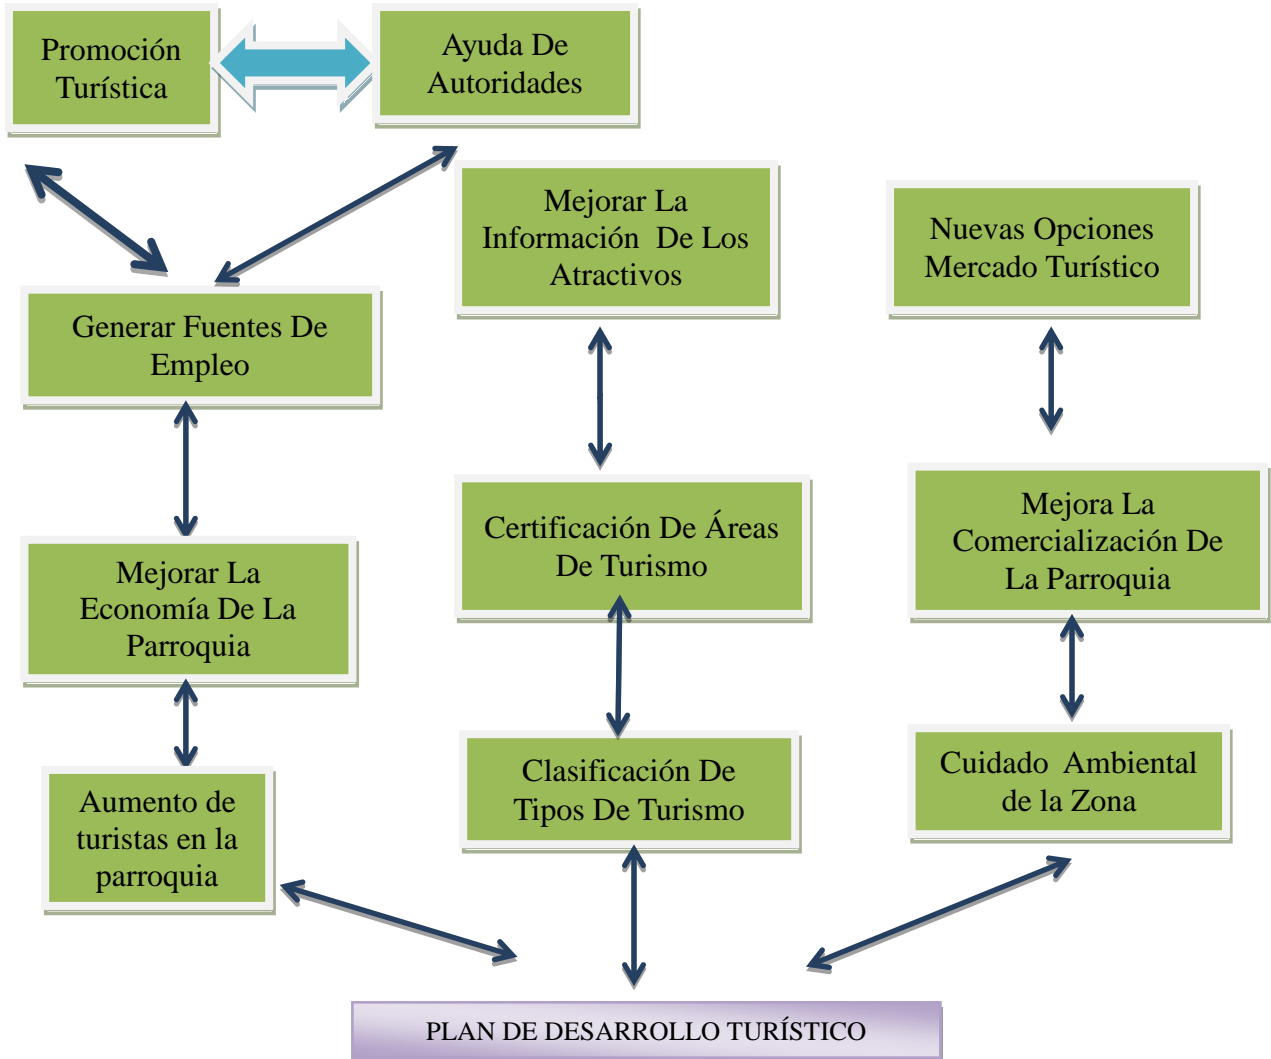 Promoción
Turística
Ayuda De
Autoridades
Mejorar La
Información De Los
Atractivos
Nuevas Opciones
Mercado Turístico
Generar Fuentes De
Empleo
Certificación De Áreas
De Turismo
Mejora La
Comercialización De
La Parroquia
Mejorar La
Economía De La
Parroquia
Clasificación De
Tipos De Turismo
Cuidado Ambiental
de la Zona
Aumento de
turistas en la
parroquia
PLAN DE DESARROLLO TURÍSTICO